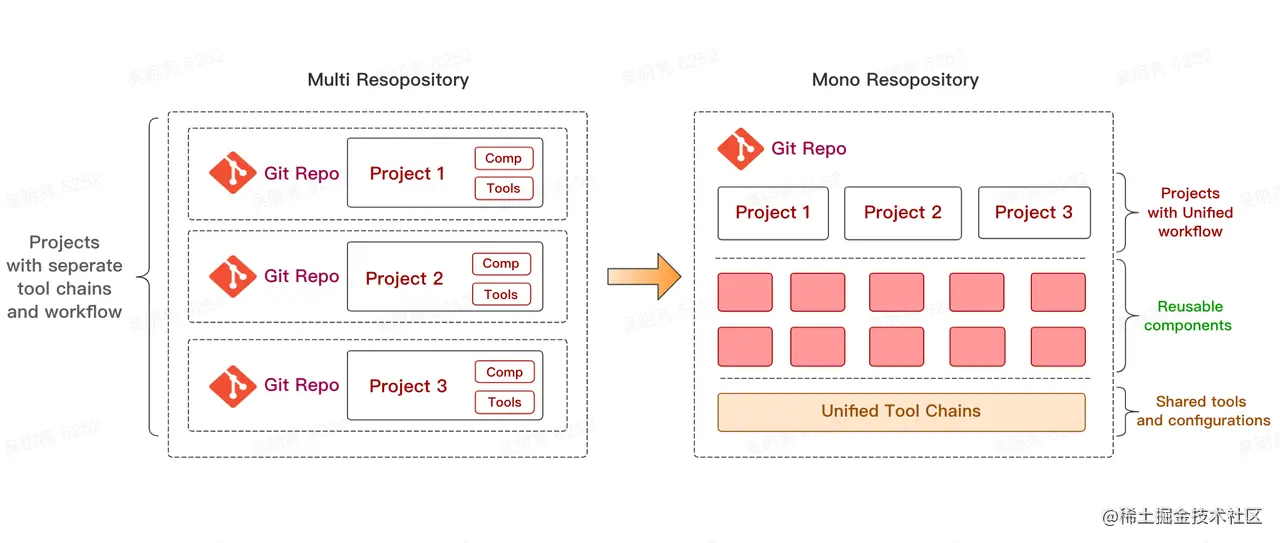 Multi Resopository
Mono Resopository
Projects
with seperate
tool chains
and workflow
Git Repo
Project 1
Comp
Tools
Git Repo
Project 2
Comp
Tools
Git Repo
Project 3
Comp
Tools
Git Repo
Project 1
Project 2
Project 3
Projects
with Unified
workflow
Reusable
components
Unified Tool Chains
Shared tools
and configurations
@稀土掘金技术社区